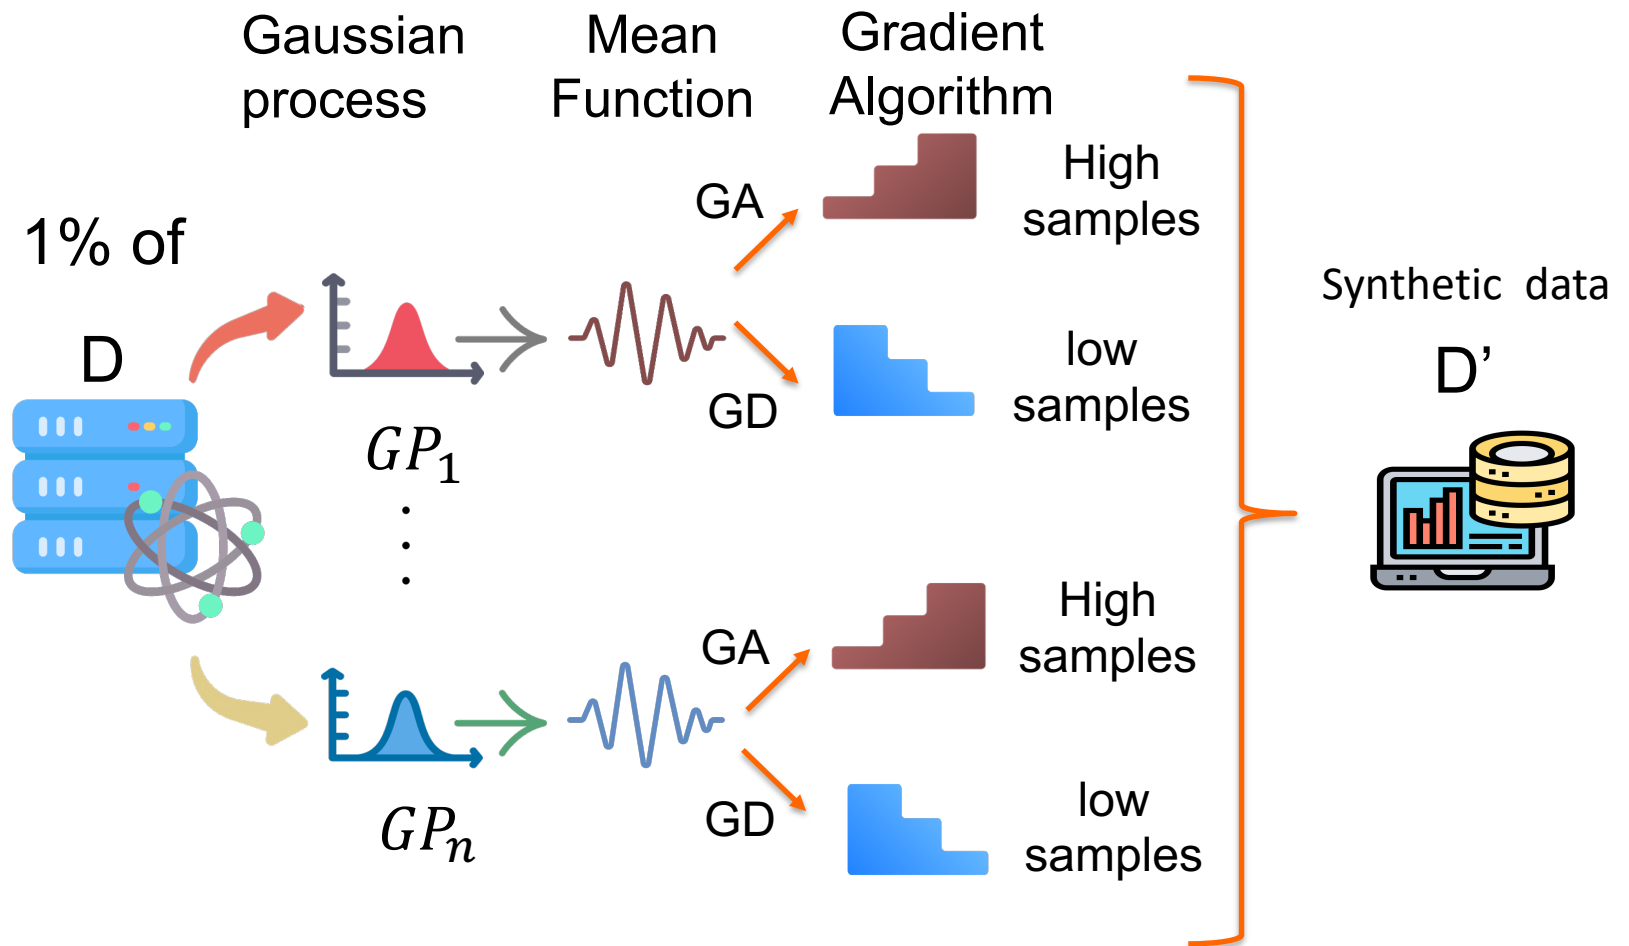 Gaussian
process
Mean
Function
Gradient
Algorithm
1% of
D
GP₁
GA
High
samples
GD
low
samples
GPₙ
GA
High
samples
GD
low
samples
Synthetic data
D’